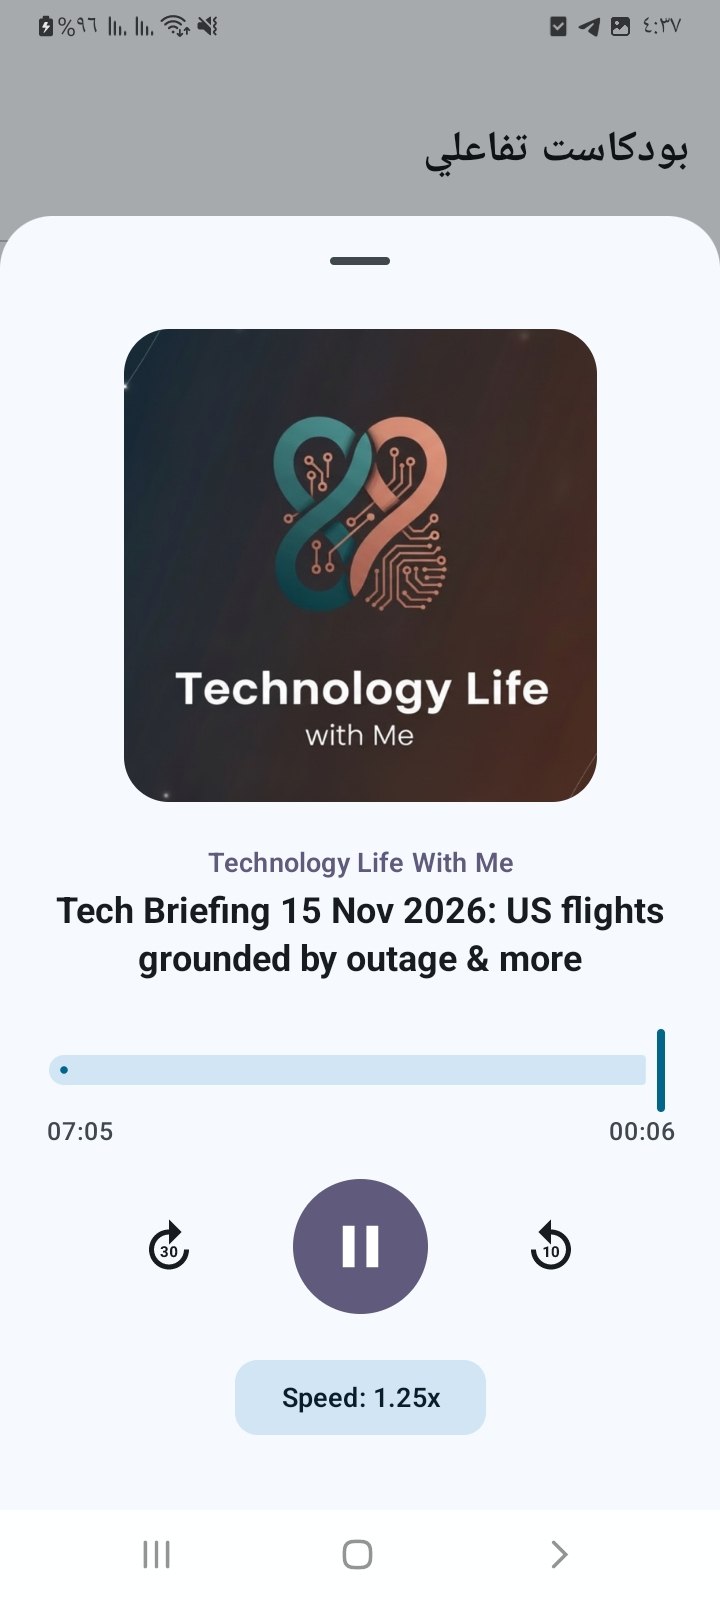 %٩٦
٤:٣٧
بودكاست تفاعلي
Technology Life
with Me
Technology Life With Me
Tech Briefing 15 Nov 2026: US flights
grounded by outage & more
07:05
00:06
30
10
Speed: 1.25x